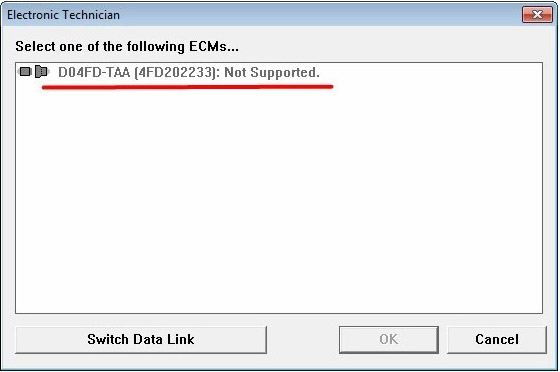 Electronic Technician
Select one of the following ECMs...
D04FD-TAA (4FD202233): Not Supported.
Switch Data Link
OK
Cancel